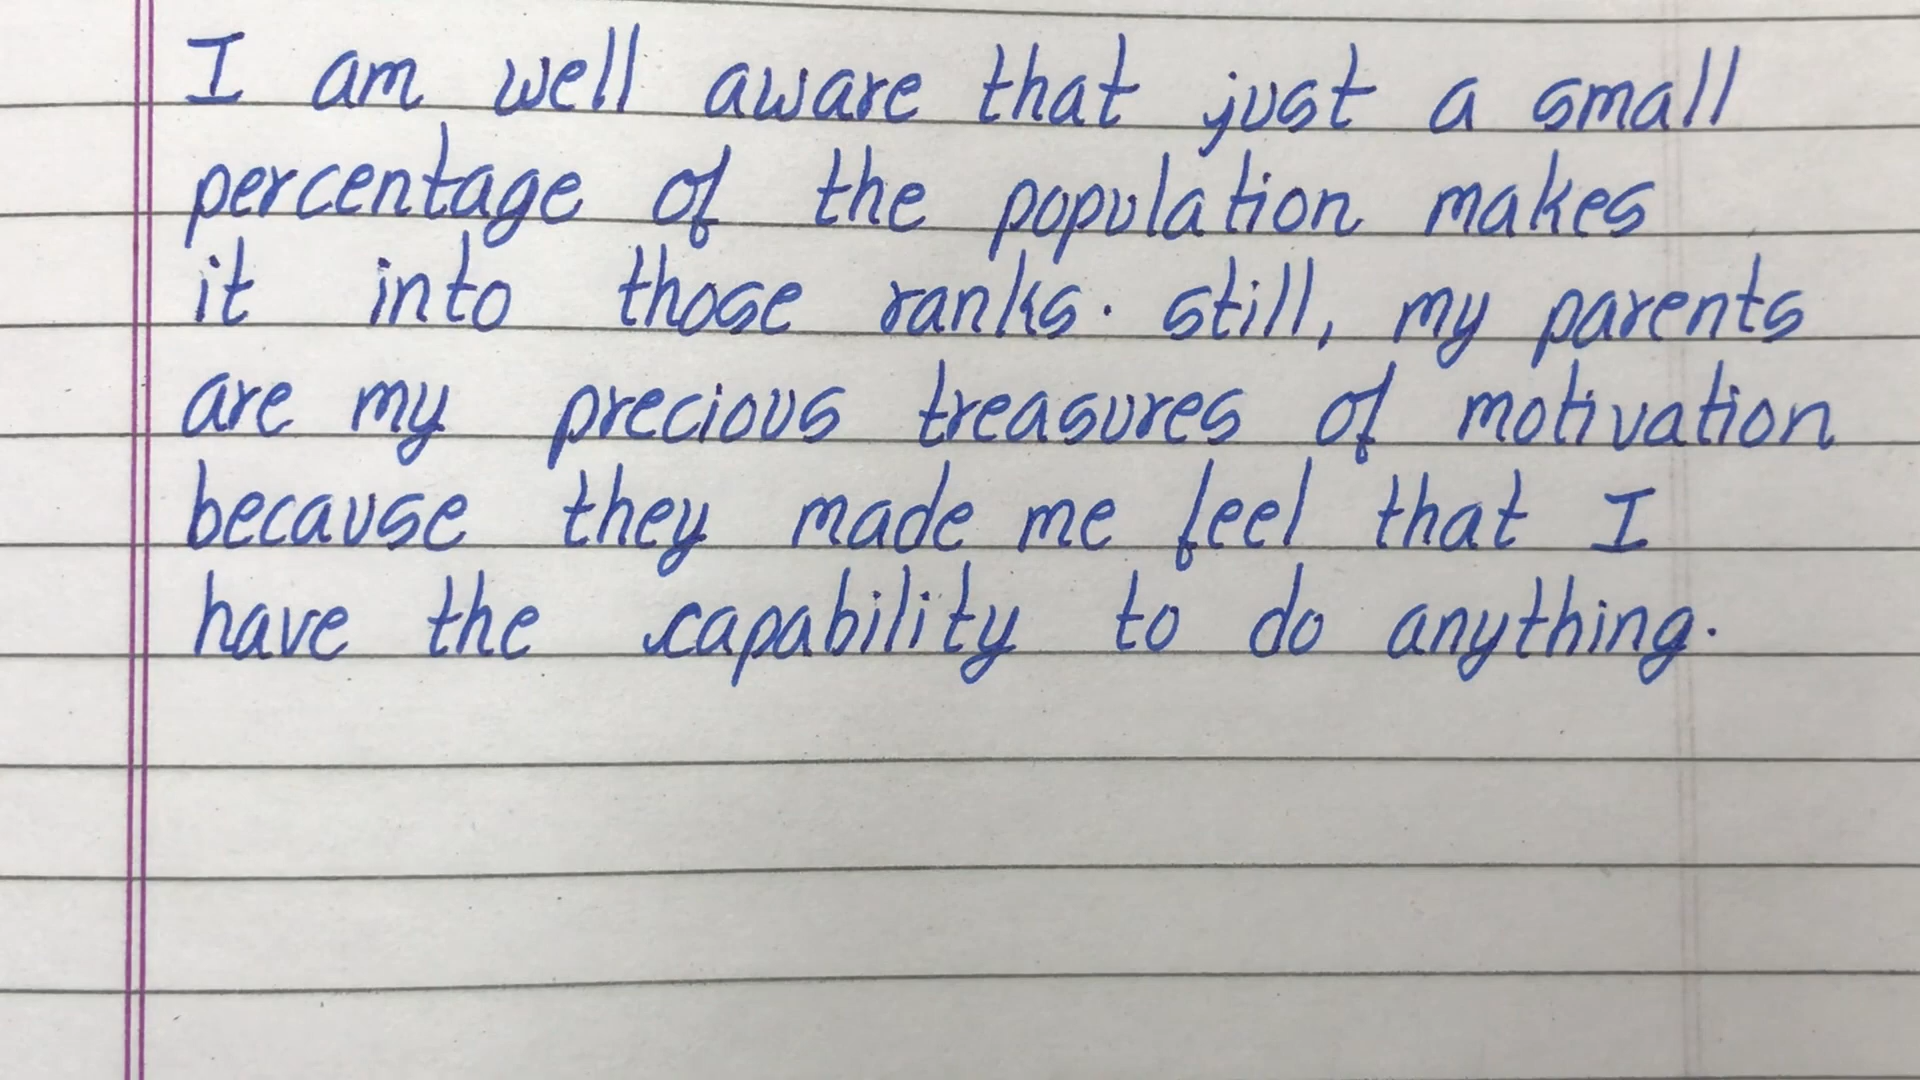 I am well aware that just a small
percentage of the population makes
it into those ranks. still, my parents
are my precious treasures of motivation
because they made me feel that I
have the capability to do anything.